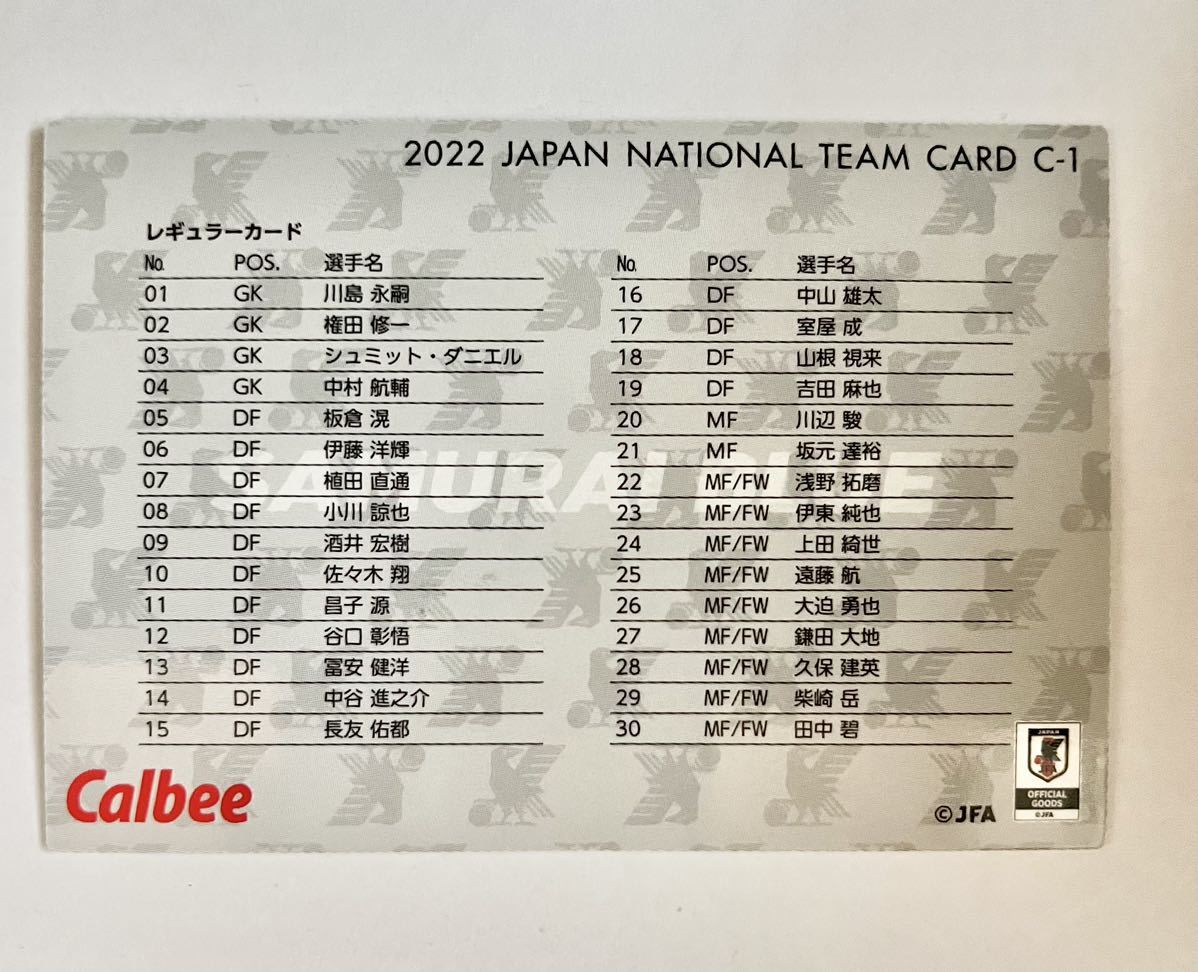 2022 JAPAN NATIONAL TEAM CARD C-1
レギュラーカード
No. POS. 選手名
01 GK 川島 永嗣
02 GK 権田 修一
03 GK シュミット・ダニエル
04 GK 中村 航輔
05 DF 板倉 滉
06 DF 伊藤 洋輝
07 DF 植田 直通
08 DF 小川 諒也
09 DF 酒井 宏樹
10 DF 佐々木 翔
11 DF 昌子 源
12 DF 谷口 彰悟
13 DF 冨安 健洋
14 DF 中谷 進之介
15 DF 長友 佑都
No. POS. 選手名
16 DF 中山 雄太
17 DF 室屋 成
18 DF 山根 視来
19 DF 吉田 麻也
20 MF 川辺 駿
21 MF 坂元 達裕
22 MF/FW 浅野 拓磨
23 MF/FW 伊東 純也
24 MF/FW 上田 綺世
25 MF/FW 遠藤 航
26 MF/FW 大迫 勇也
27 MF/FW 鎌田 大地
28 MF/FW 久保 建英
29 MF/FW 柴崎 岳
30 MF/FW 田中 碧
SAMURAI BLUE
Calbee
©JFA
JAPAN
JFA
OFFICIAL
GOODS
©JFA